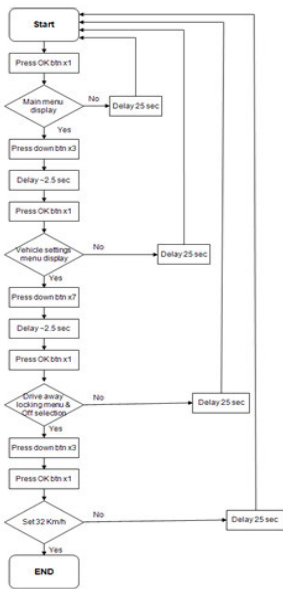 Start
Press OK btn x1
Main menu
display
No
Delay 25 sec
Yes
Press down btn x3
Delay ~2.5 sec
Press OK btn x1
Vehicle settings
menu display
No
Delay 25 sec
Yes
Press down btn x7
Delay ~2.5 sec
Press OK btn x1
Drive away
locking menu &
Off selection
No
Delay 25 sec
Yes
Press down btn x3
Press OK btn x1
Set 32 Km/h
No
Delay 25 sec
Yes
END